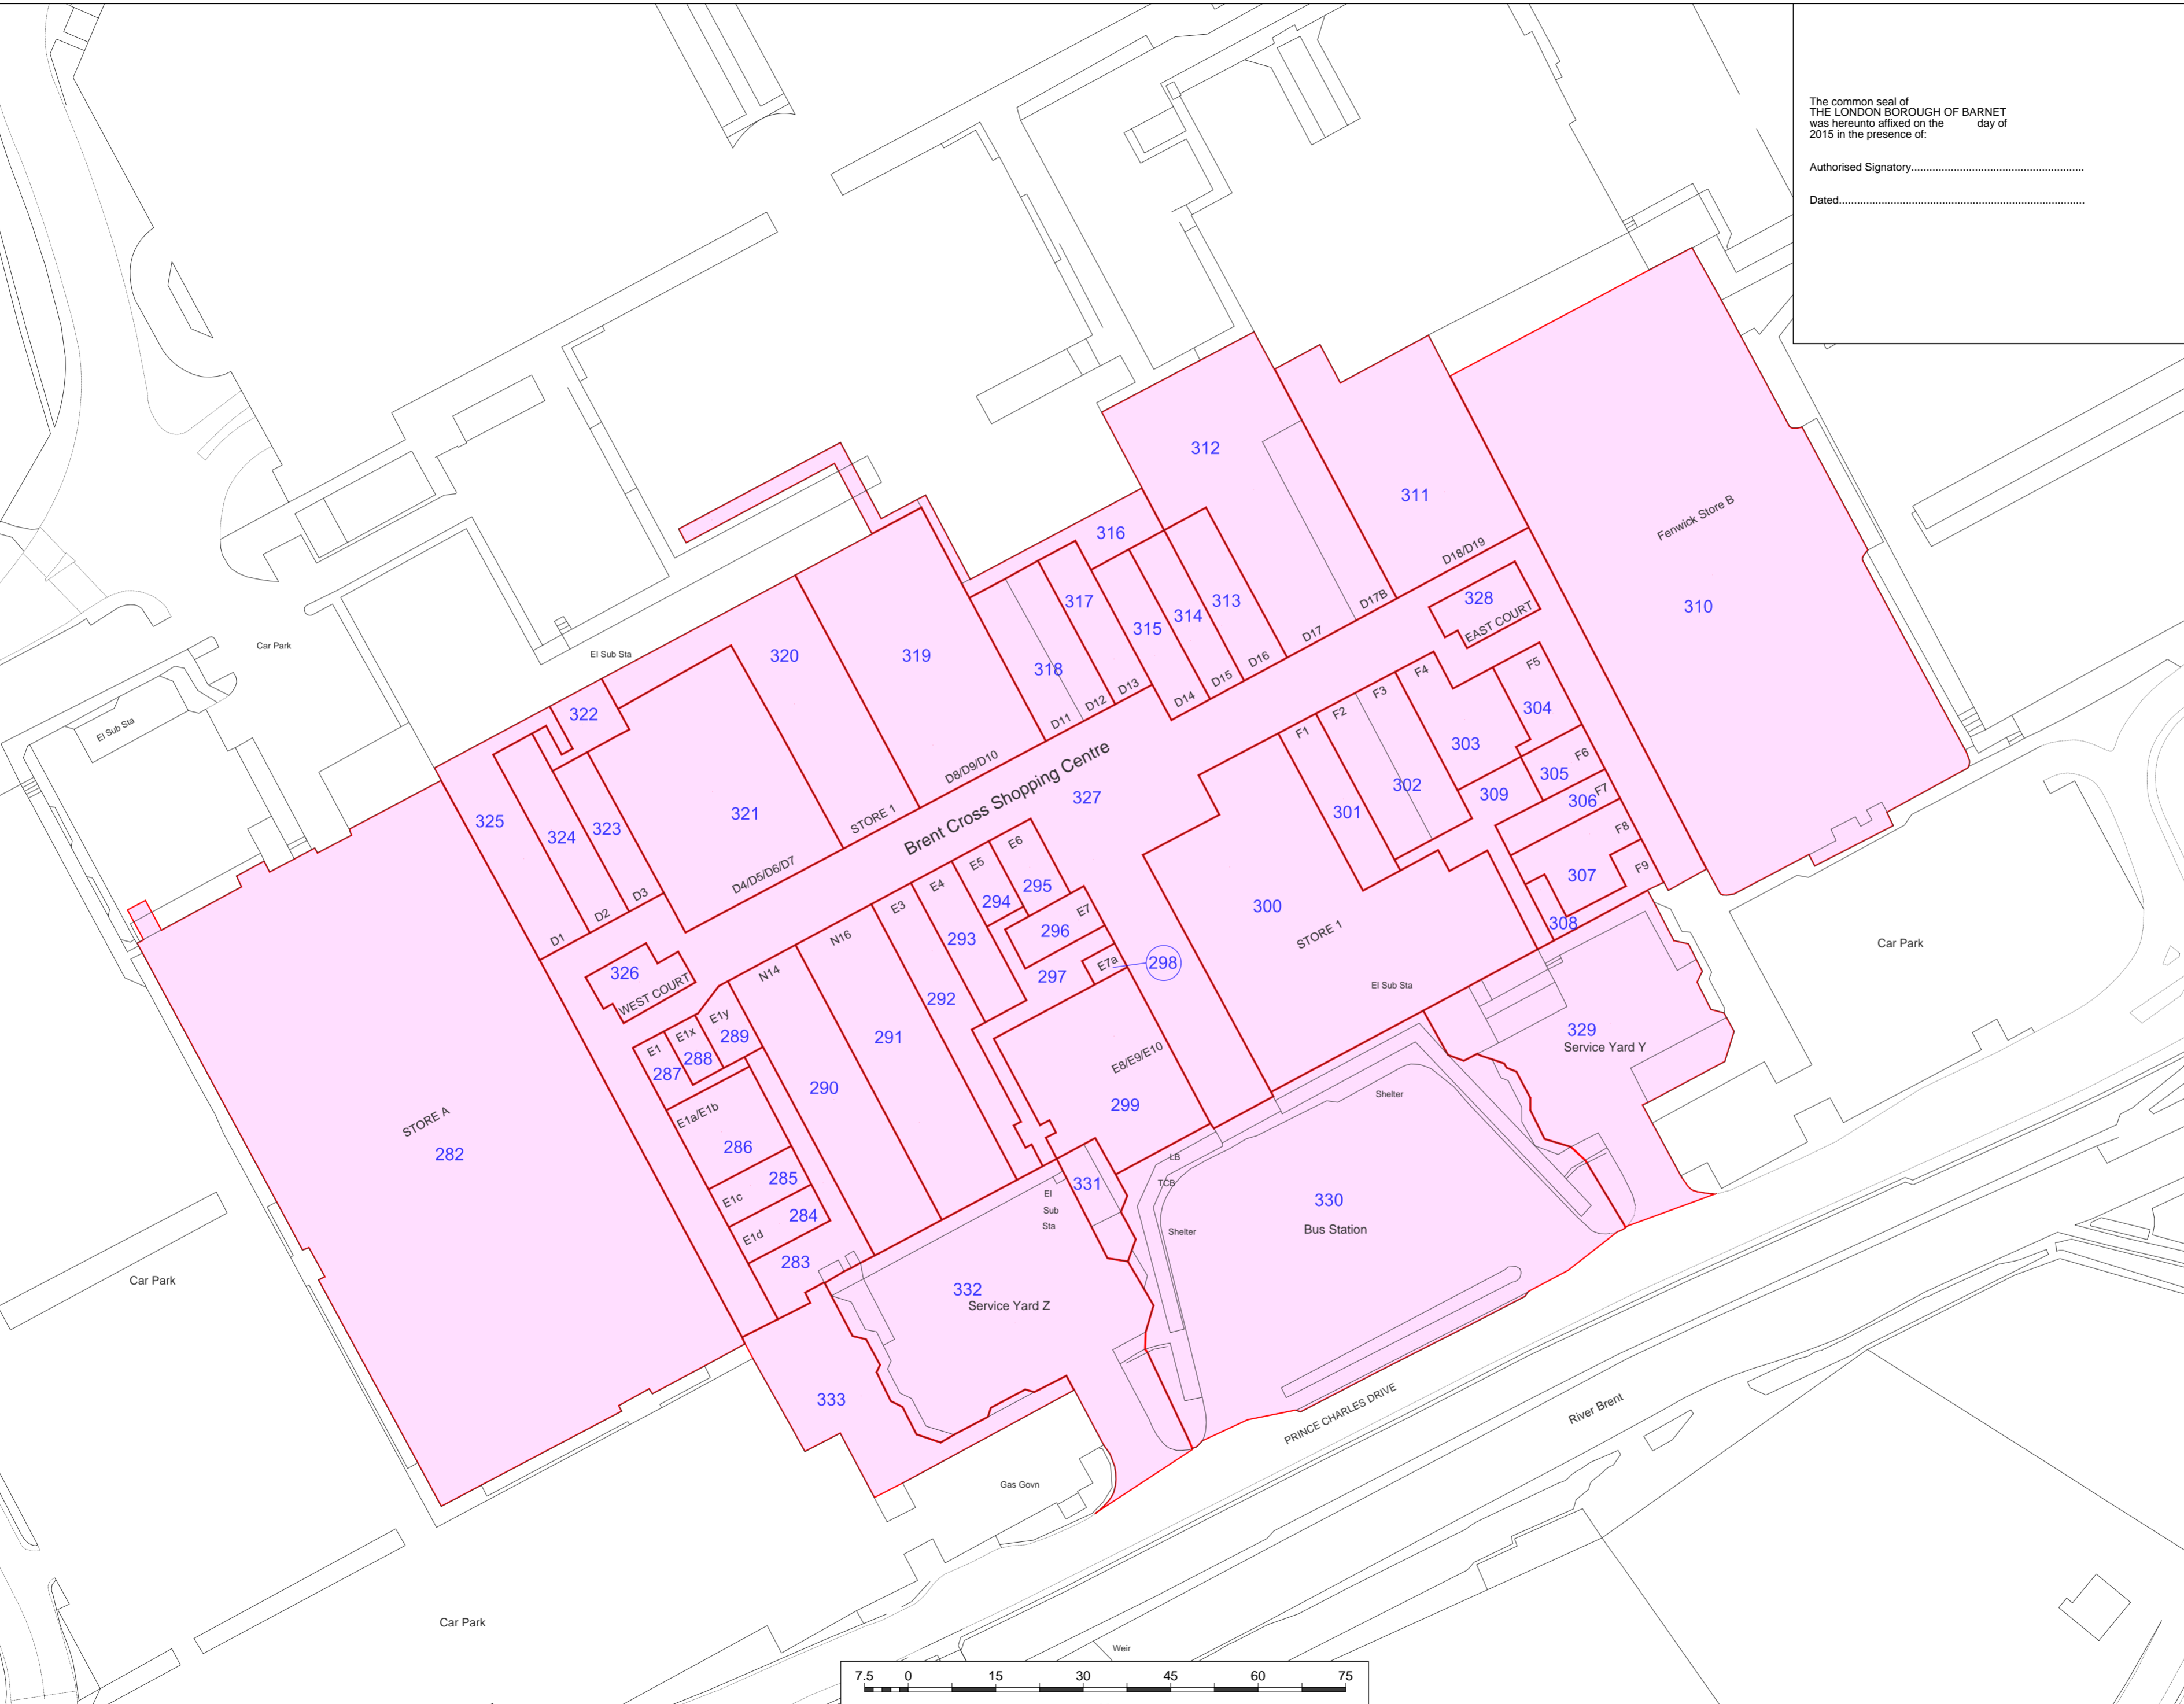 The common seal of
THE LONDON BOROUGH OF BARNET
was hereunto affixed on the day of
2015 in the presence of:
Authorised Signatory.........................................................
Dated.................................................................................
312
311
Fenwick Store B
316
D18/D19
317
328
313
310
314
315
D17B
EAST COURT
Car Park
El Sub Sta
320
319
D17
318
D16
F5
D13
D15
F4
D12
D14
F3
304
322
D11
F2
El Sub Sta
F1
303
Brent Cross Shopping Centre
D8/D9/D10
F6
305
302
309
327
F7
306
321
301
325
324
323
STORE 1
F8
E6
E5
F9
307
D4/D5/D6/D7
E4
295
294
300
E3
E7
D3
308
D2
296
STORE 1
293
D1
N16
Car Park
E7a
298
326
N14
297
WEST COURT
El Sub Sta
292
E1y
329
E1x
289
291
Service Yard Y
E1
288
E8/E9/E10
287
290
Shelter
299
E1a/E1b
STORE A
286
282
LB
285
TCB
331
El
Sub
Sta
E1c
330
284
Bus Station
Shelter
E1d
283
Car Park
332
Service Yard Z
333
PRINCE CHARLES DRIVE
River Brent
Gas Govn
Car Park
Weir
7.5 0 15 30 45 60 75